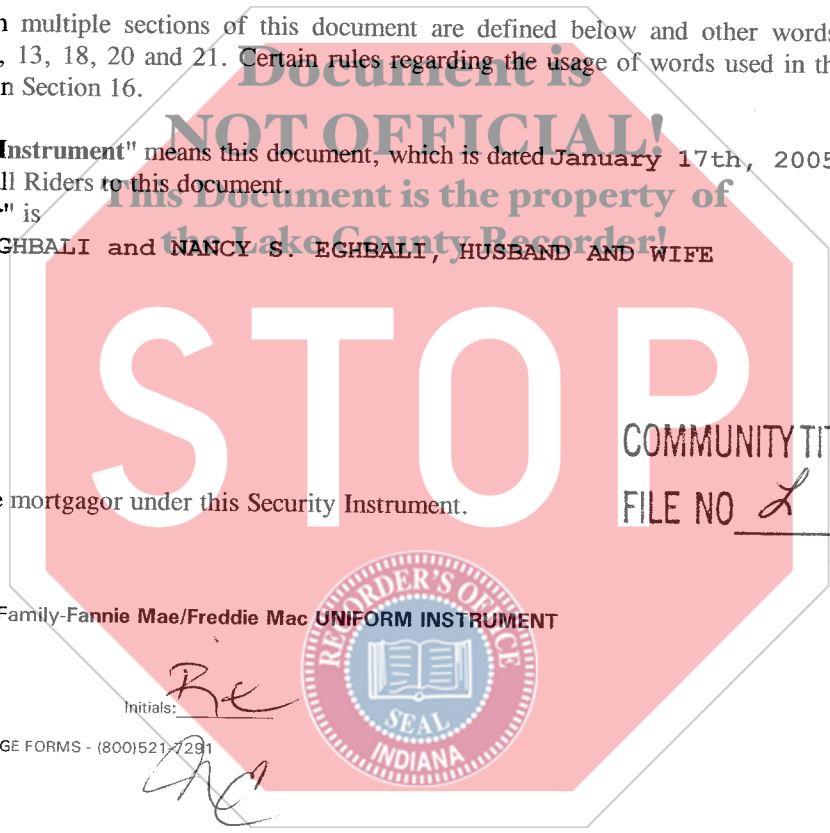 n multiple sections of this document are defined below and other words
, 13, 18, 20 and 21. Certain rules regarding the usage of words used in th
n Section 16.
Document is
NOT OFFICIAL!
This Document is the property of
the Lake County Recorder!
Instrument" means this document, which is dated January 17th, 2005
ll Riders to this document.
" is
GHBALI and NANCY S. EGHBALI, HUSBAND AND WIFE
STOP
COMMUNITY TIT
FILE NO L
e mortgagor under this Security Instrument.
Family-Fannie Mae/Freddie Mac UNIFORM INSTRUMENT
RECORDER'S OFFICE
SEAL
INDIANA
Initials: RE
GE FORMS - (800)521-7291